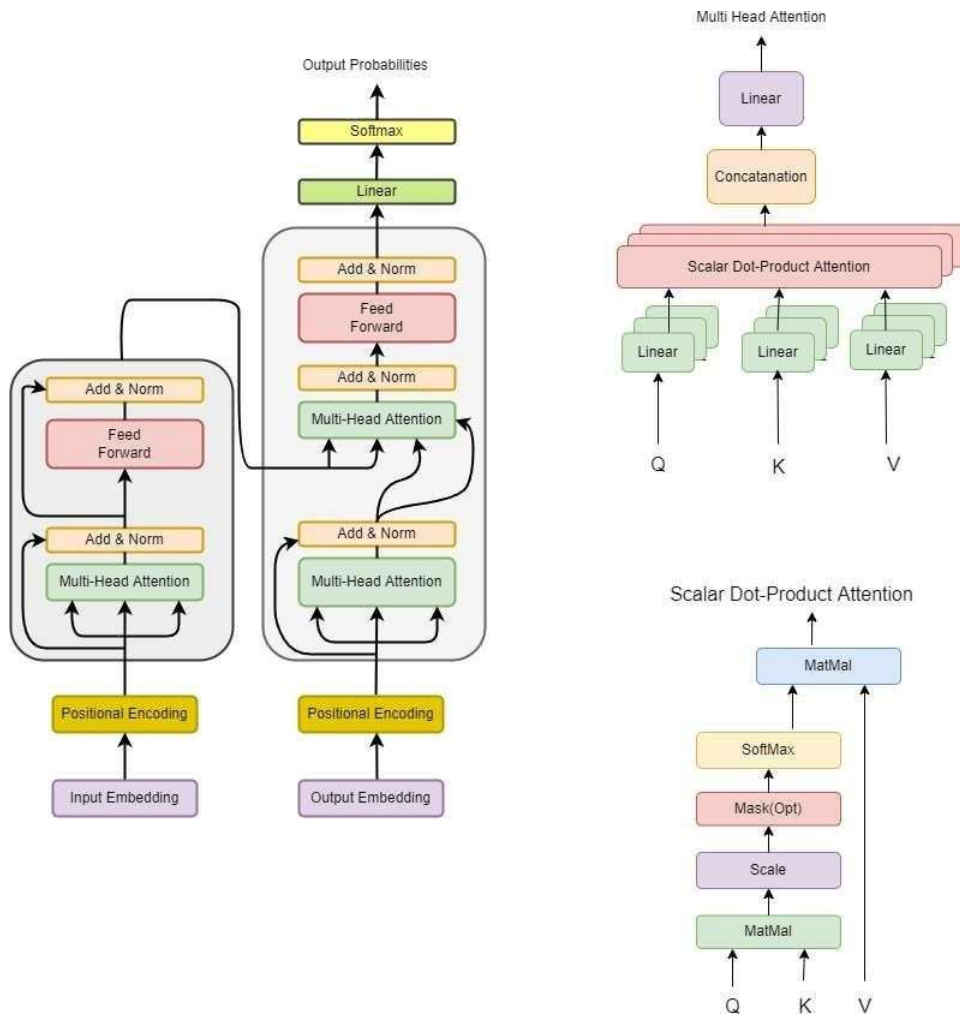 Output Probabilities
Softmax
Linear
Add & Norm
Feed
Forward
Add & Norm
Multi-Head Attention
Add & Norm
Multi-Head Attention
Positional Encoding
Output Embedding
Add & Norm
Feed
Forward
Add & Norm
Multi-Head Attention
Positional Encoding
Input Embedding
Multi Head Attention
Linear
Concatanation
Scalar Dot-Product Attention
Linear
Linear
Linear
Q
K
V
Scalar Dot-Product Attention
MatMal
SoftMax
Mask(Opt)
Scale
MatMal
Q
K
V